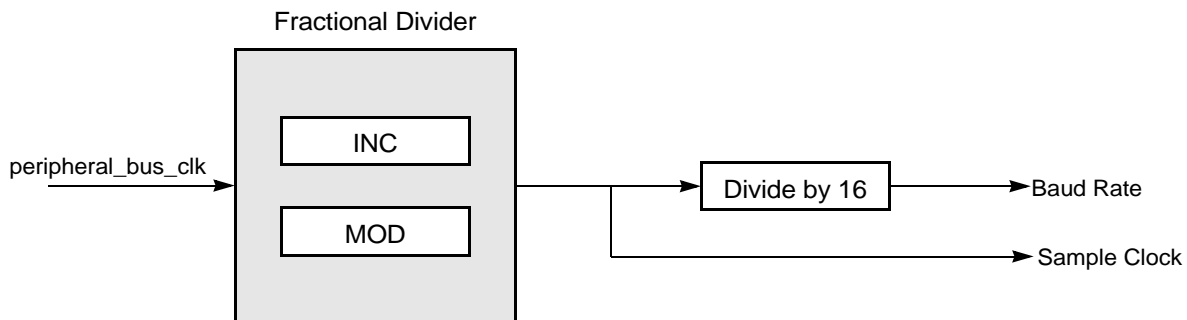 Fractional Divider
INC
peripheral_bus_clk
Divide by 16
Baud Rate
MOD
Sample Clock